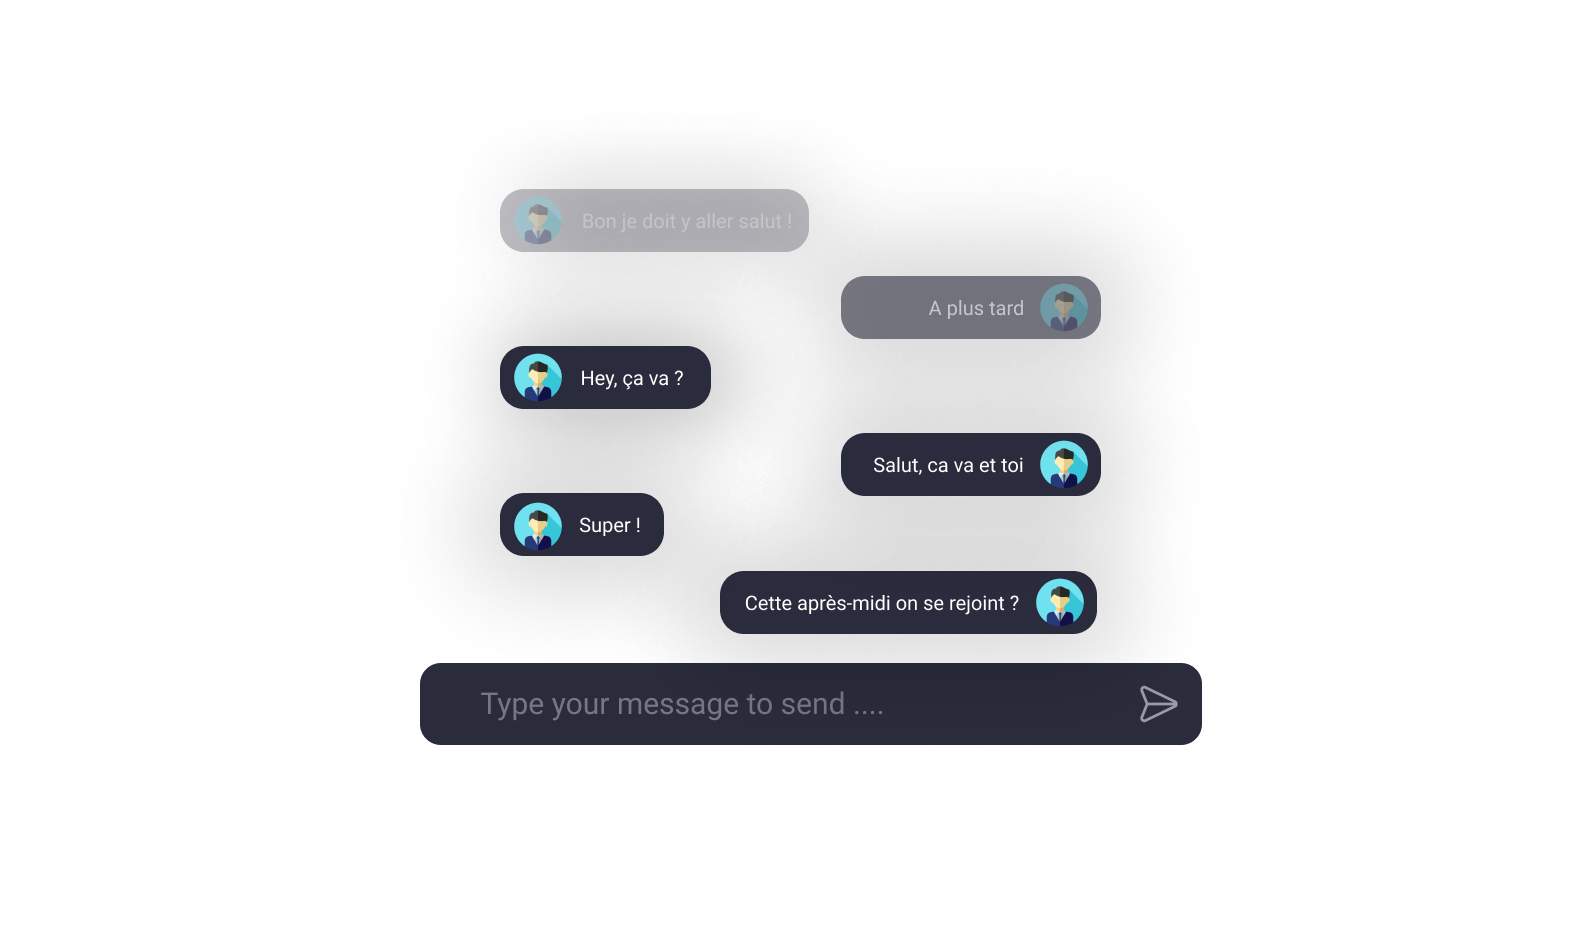 Bon je doit y aller salut !
A plus tard
Hey, ça va ?
Salut, ca va et toi
Super !
Cette après-midi on se rejoint ?
Type your message to send ....